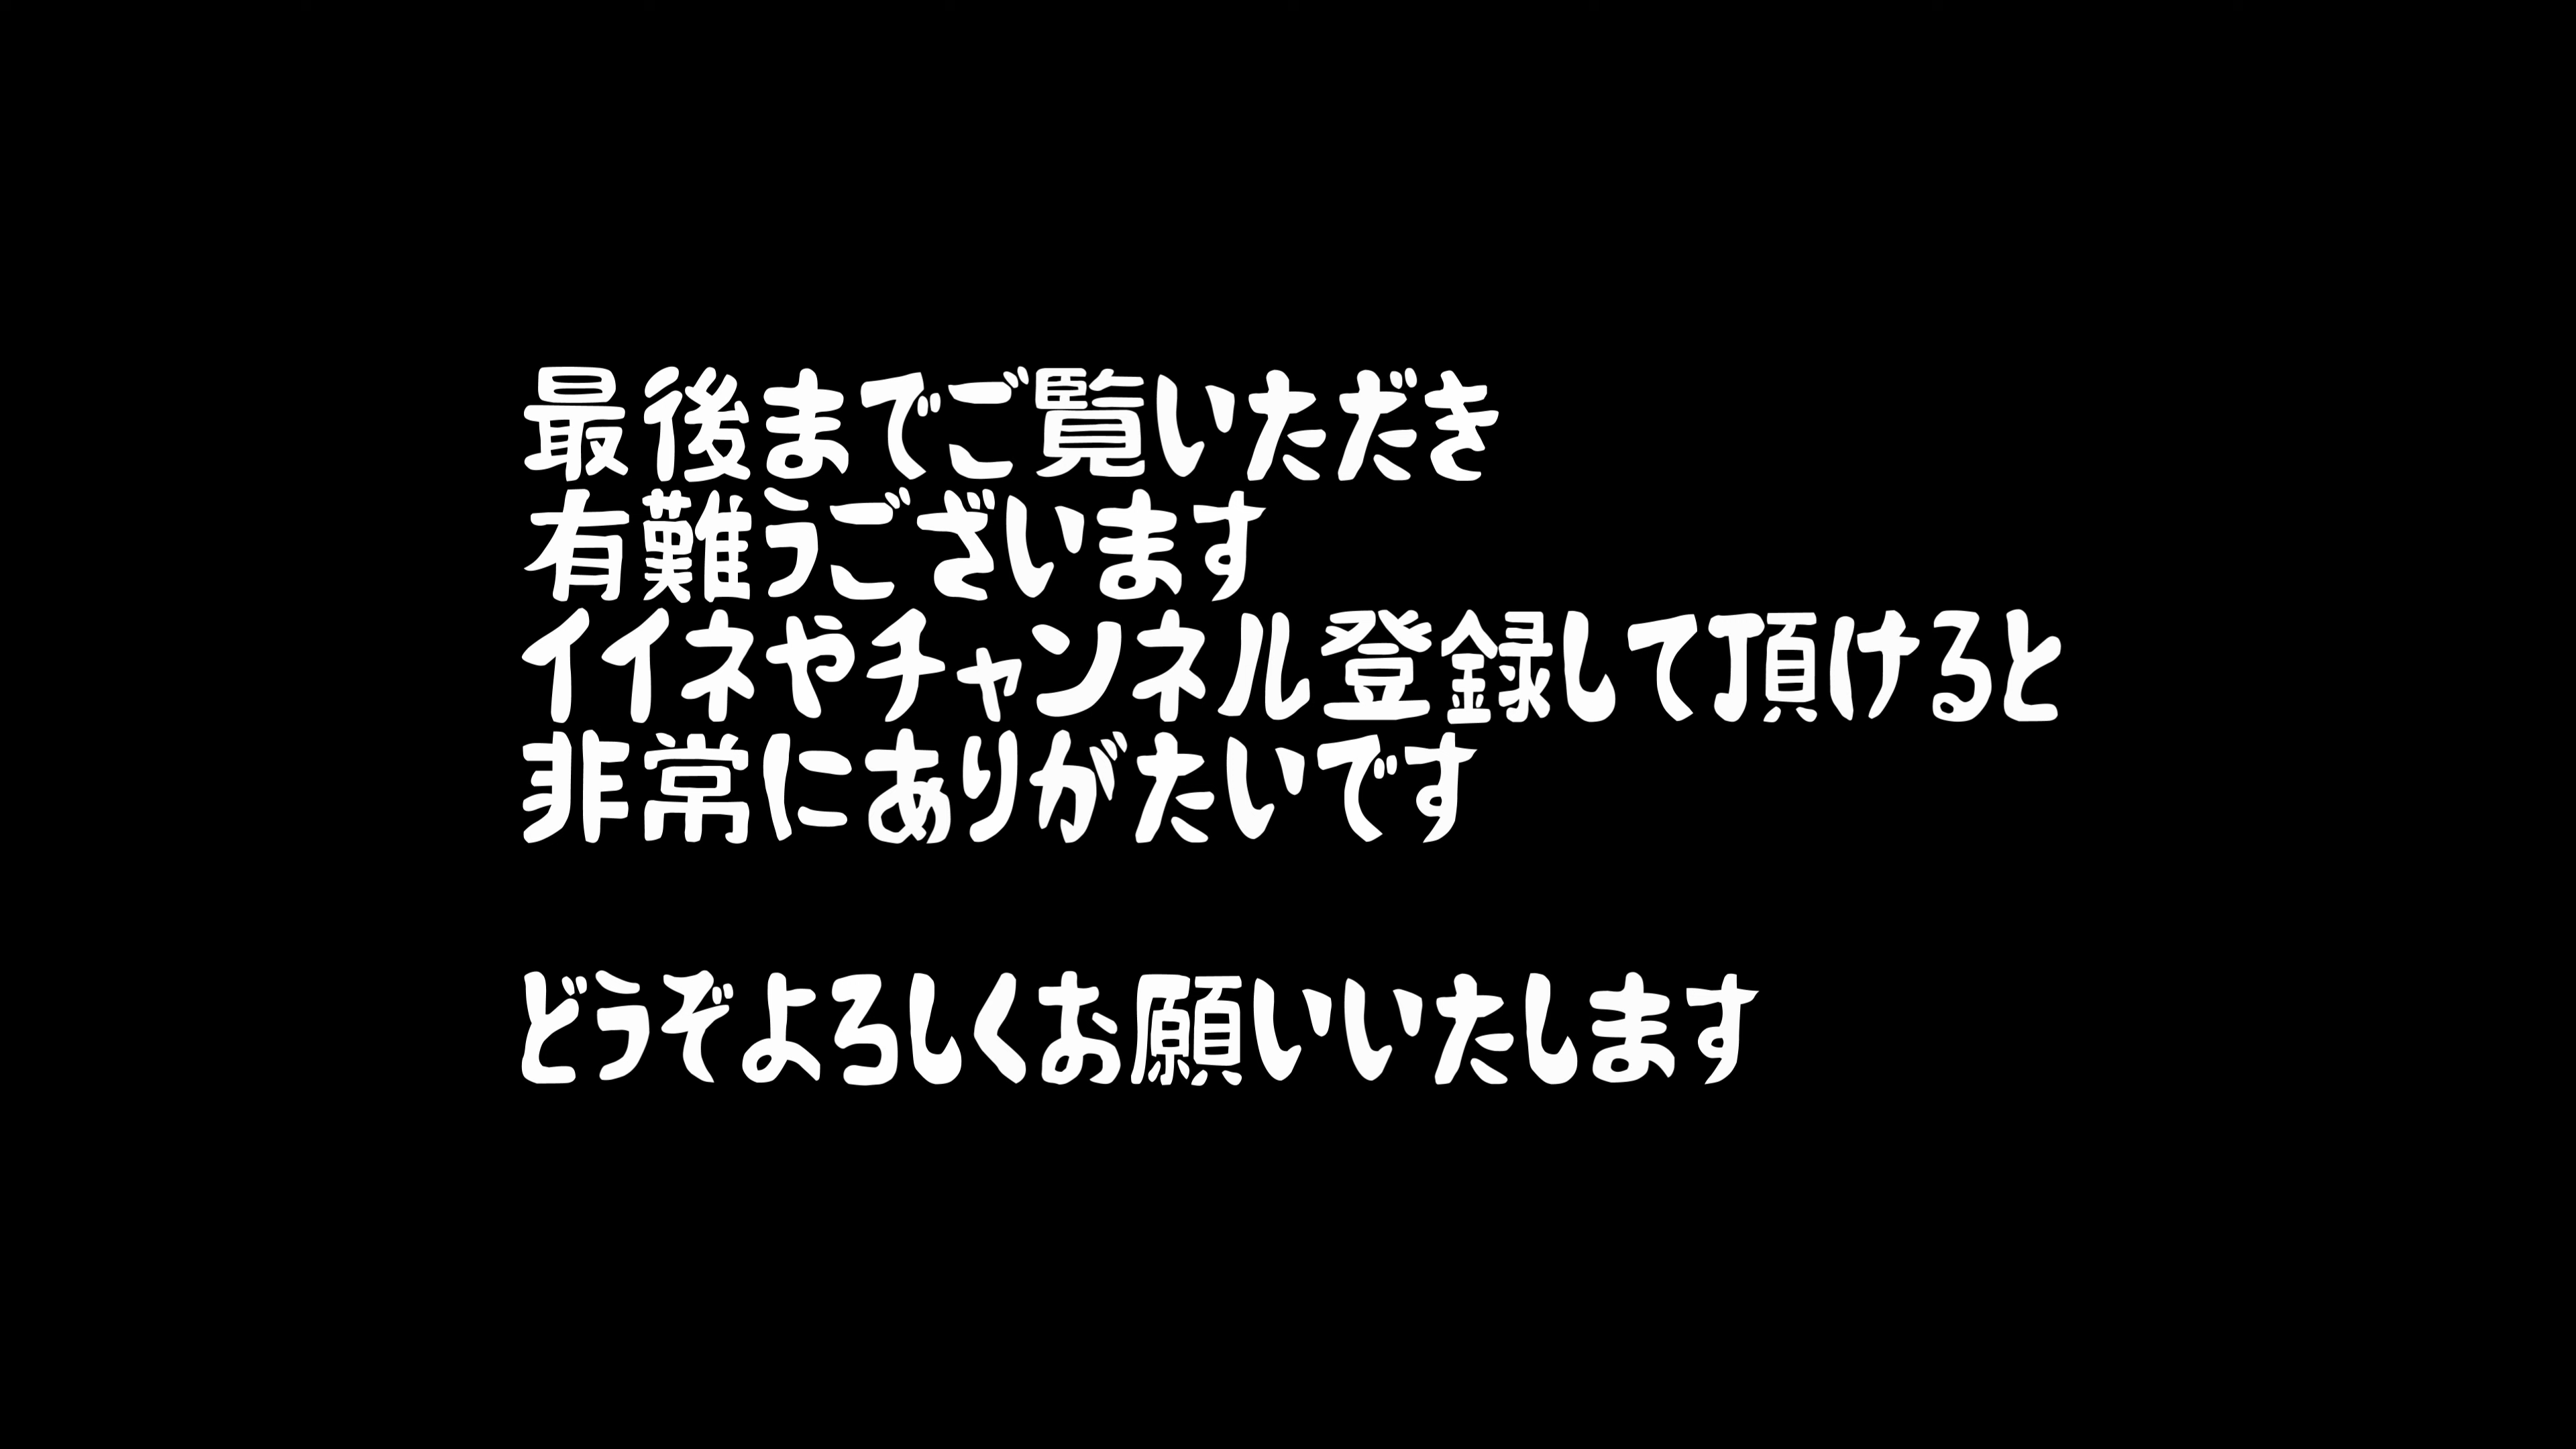 最後までご覧いただき
有難うございます
イイネやチャンネル登録して頂けると
非常にありがたいです
どうぞよろしくお願いいたします